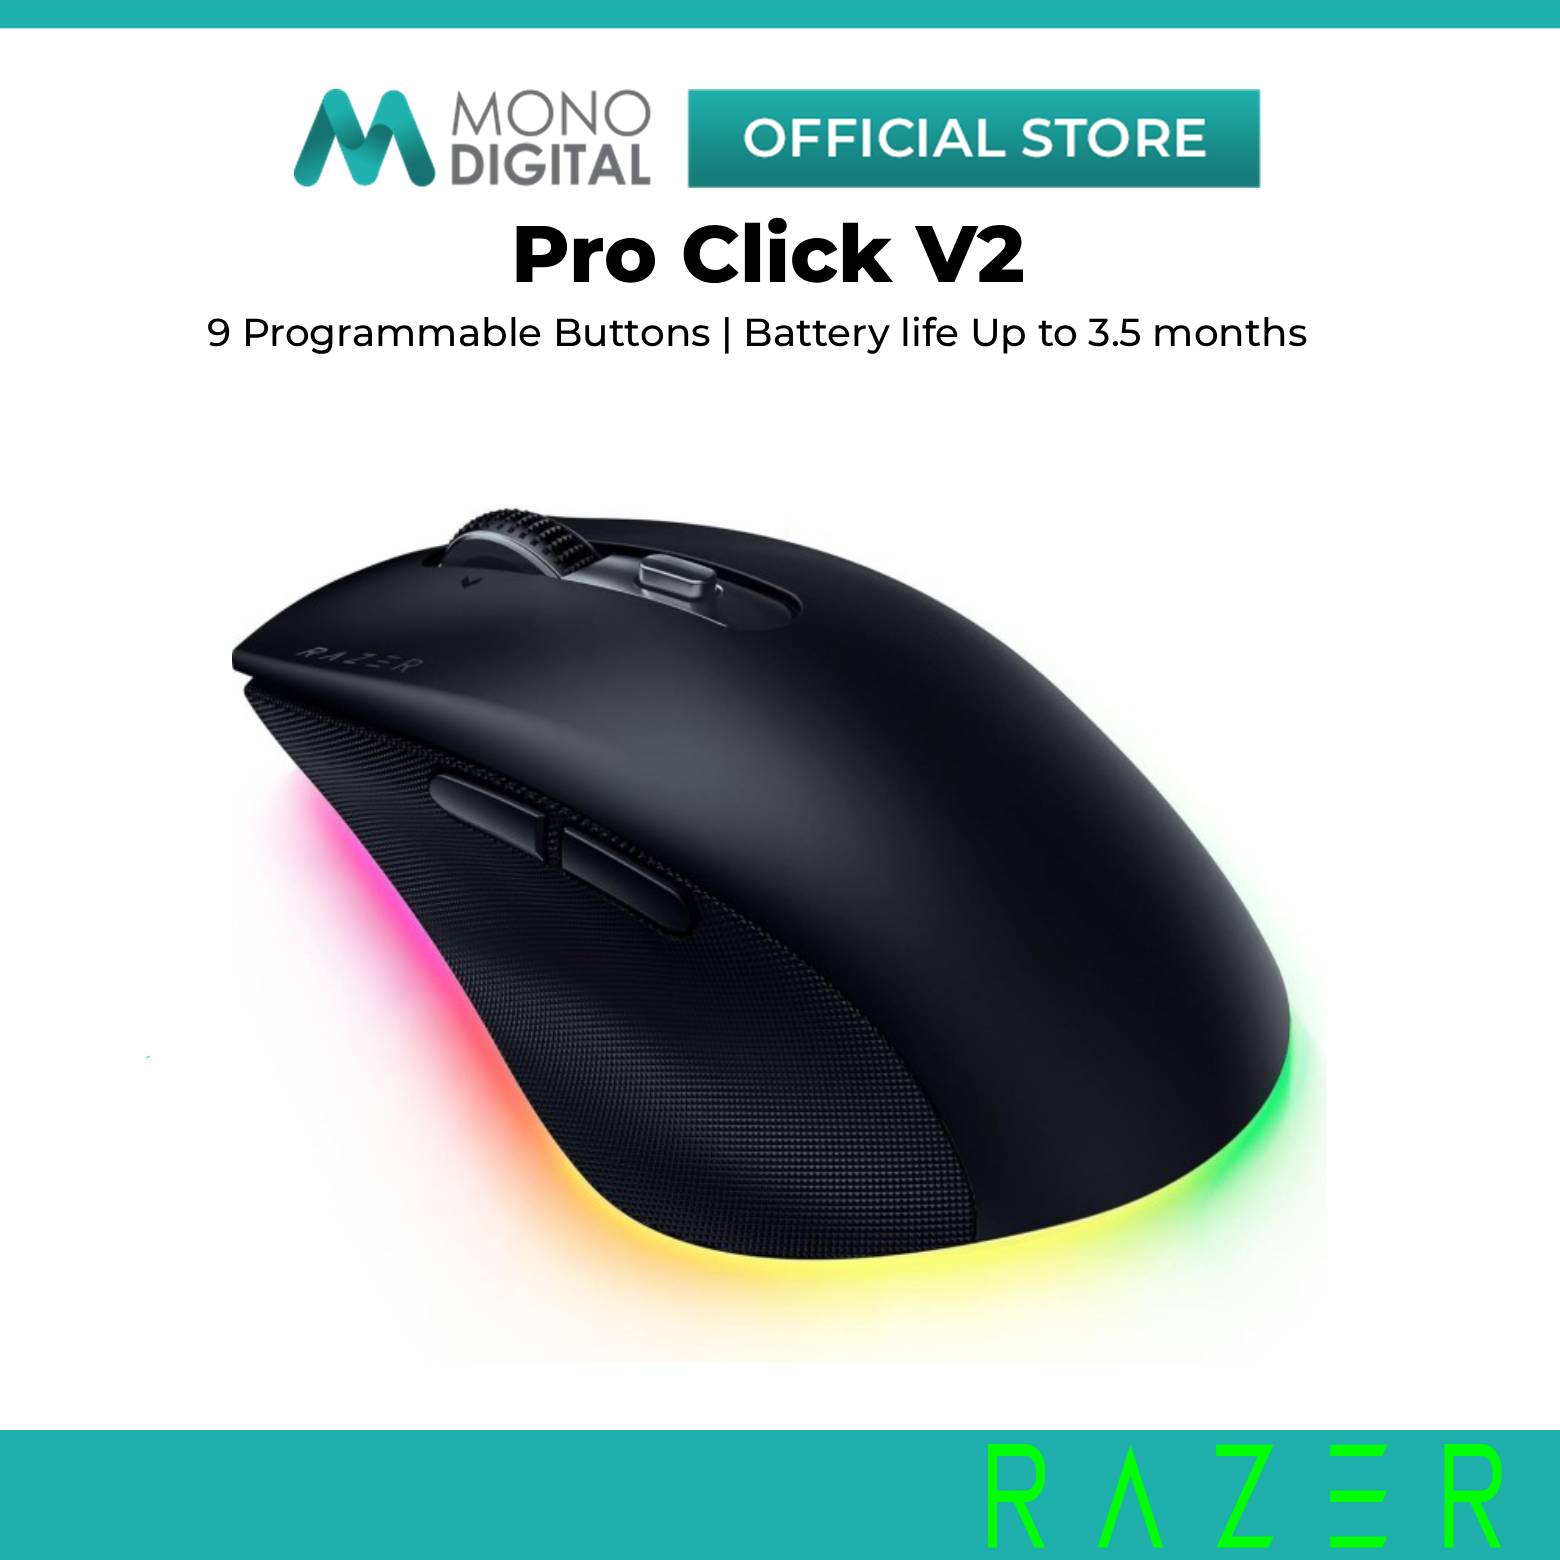 MONO
DIGITAL
OFFICIAL STORE
Pro Click V2
9 Programmable Buttons | Battery life Up to 3.5 months
RAZER
RAZER